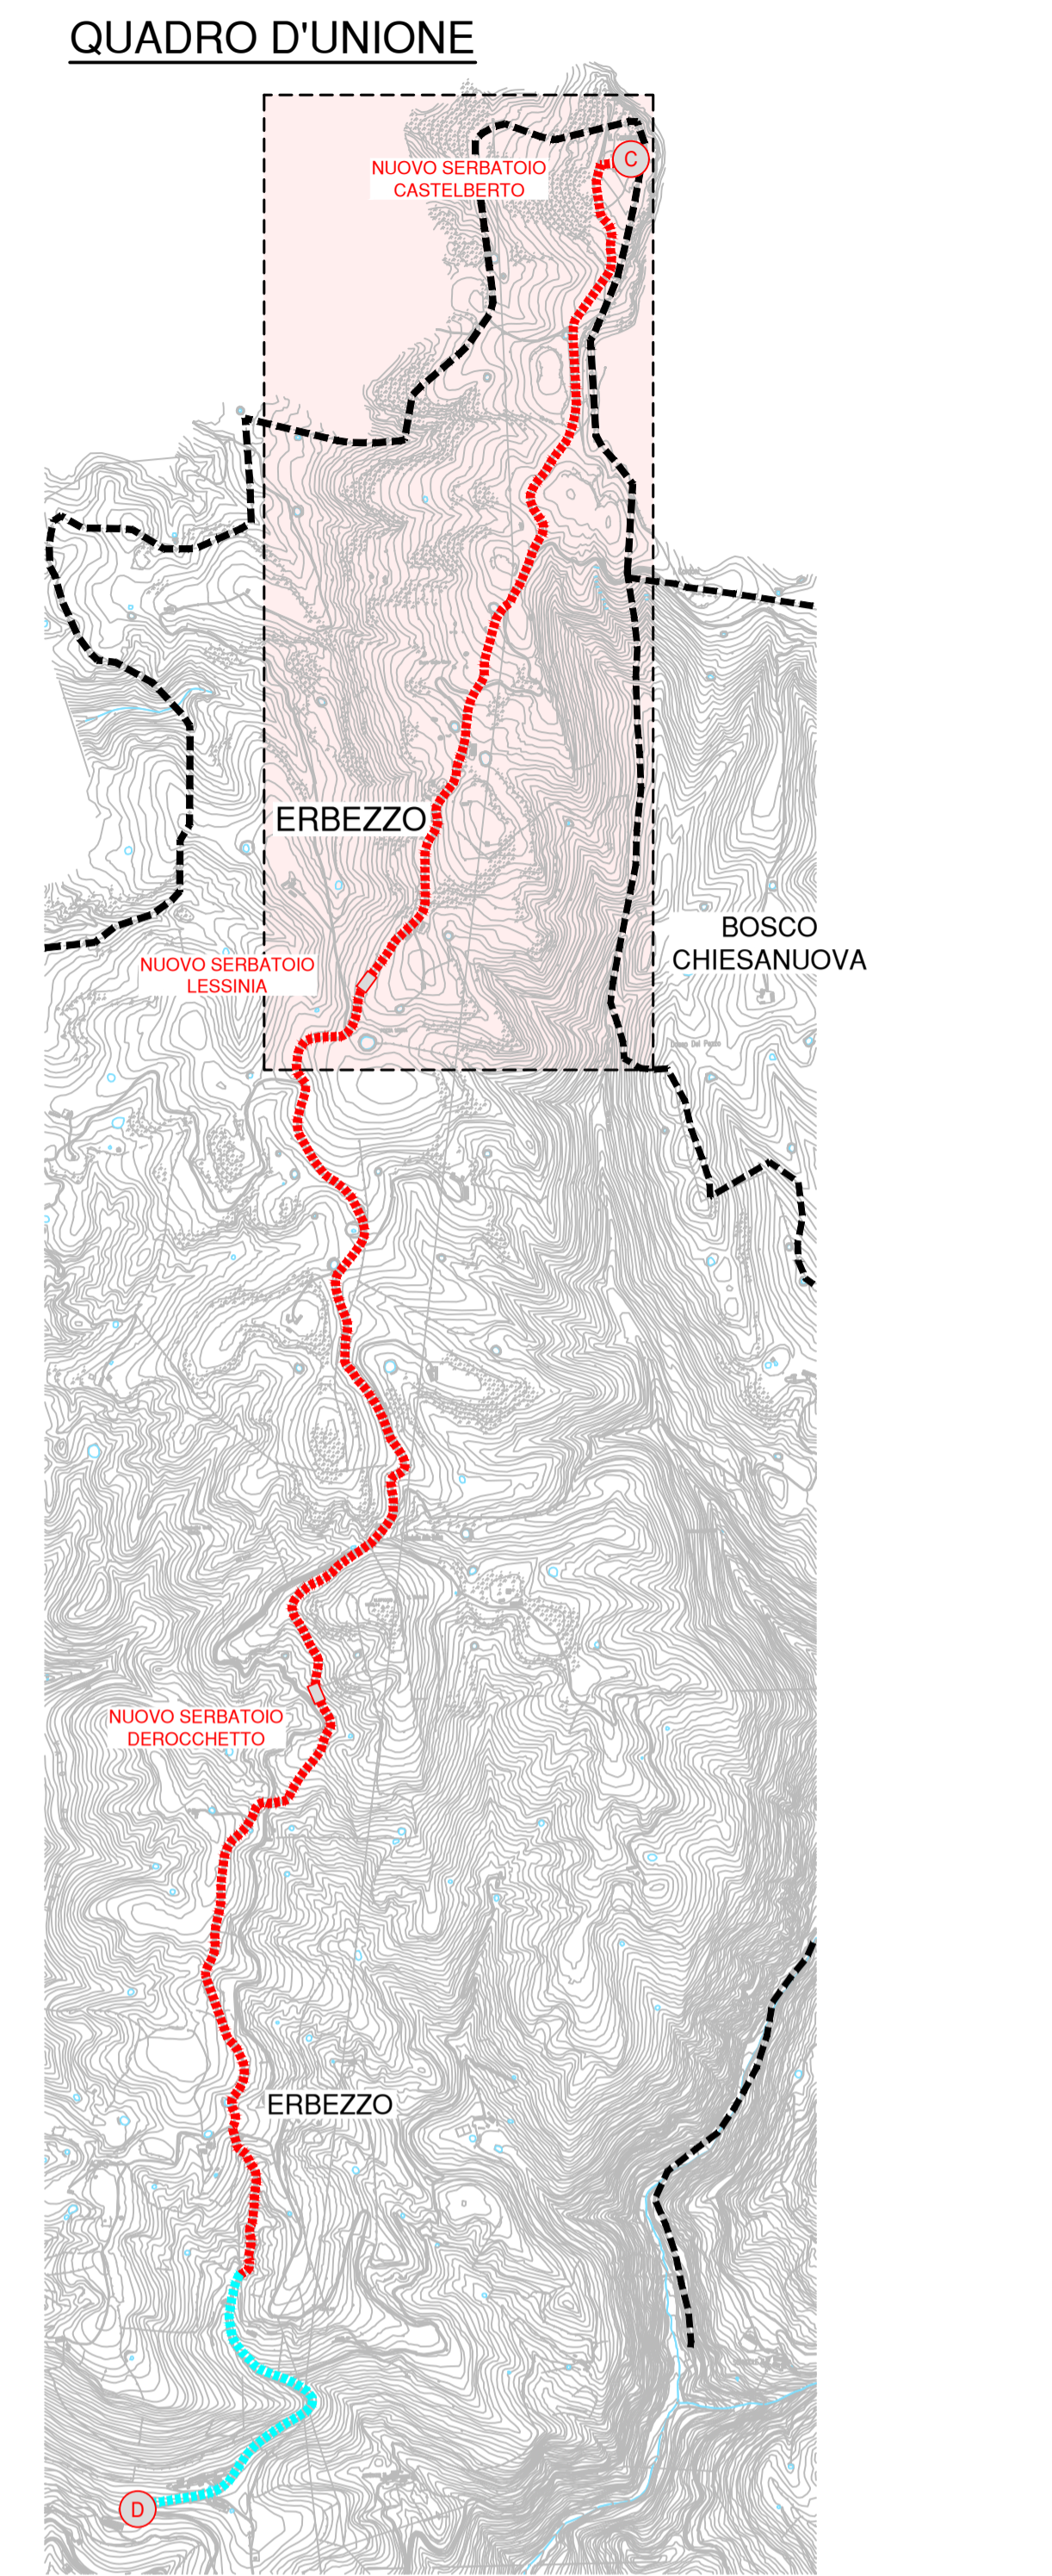 QUADRO D'UNIONE
C
NUOVO SERBATOIO
CASTELBERTO
ERBEZZO
BOSCO
CHIESANUOVA
NUOVO SERBATOIO
LESSINIA
NUOVO SERBATOIO
DEROCCHETTO
ERBEZZO
D